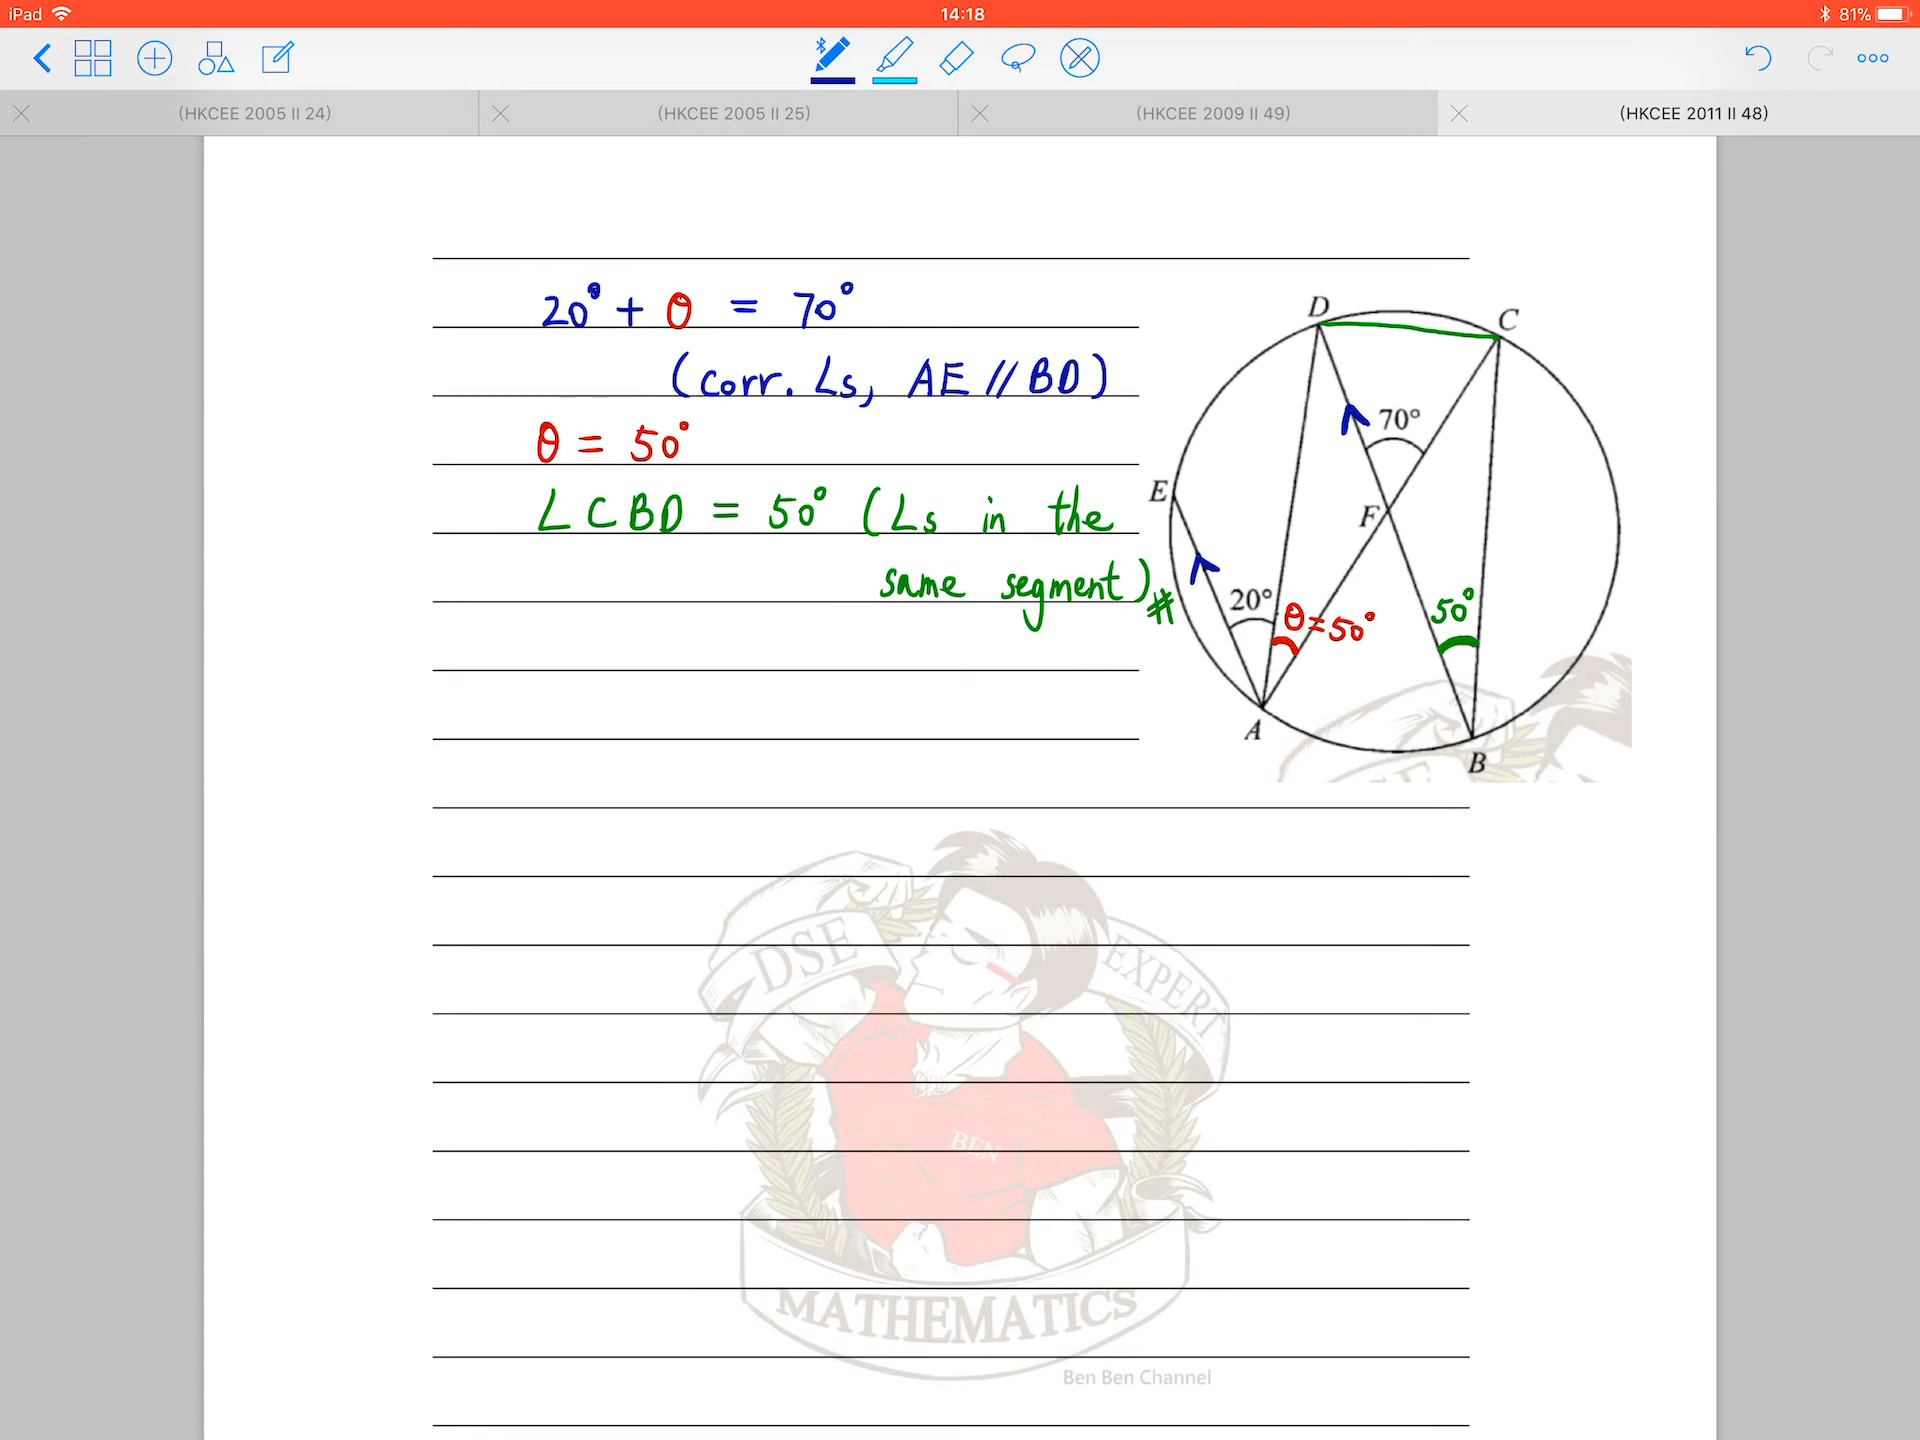 iPad
14:18
81%
(HKCEE 2005 II 24)
(HKCEE 2005 II 25)
(HKCEE 2009 II 49)
(HKCEE 2011 II 48)
20° + θ = 70°
(corr. ∠s, AE // BD)
θ = 50°
∠CBD = 50° (∠s in the
same segment)#
D
C
70°
E
F
20°
θ=50°
50°
A
B
DSE
EXPERT
BEN
MATHEMATICS
Ben Ben Channel